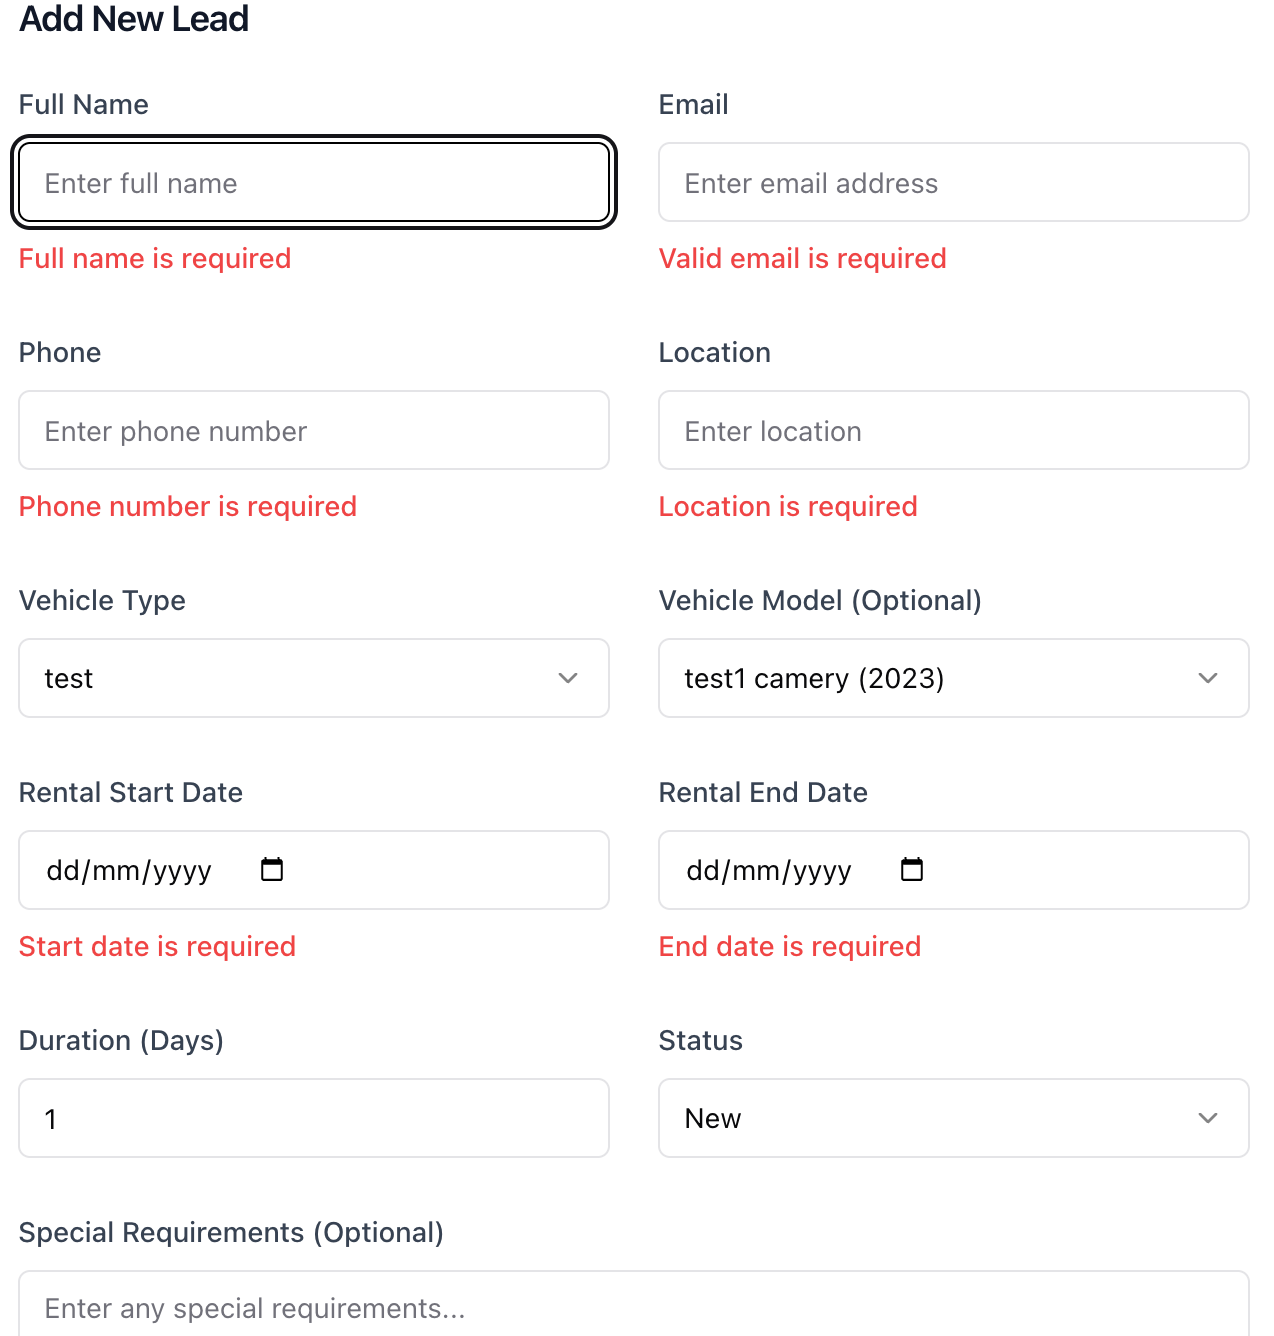 Add New Lead
Full Name
Email
Enter full name
Enter email address
Full name is required
Valid email is required
Phone
Location
Enter phone number
Enter location
Phone number is required
Location is required
Vehicle Type
Vehicle Model (Optional)
test
test1 camery (2023)
Rental Start Date
Rental End Date
dd/mm/yyyy
dd/mm/yyyy
Start date is required
End date is required
Duration (Days)
Status
1
New
Special Requirements (Optional)
Enter any special requirements...